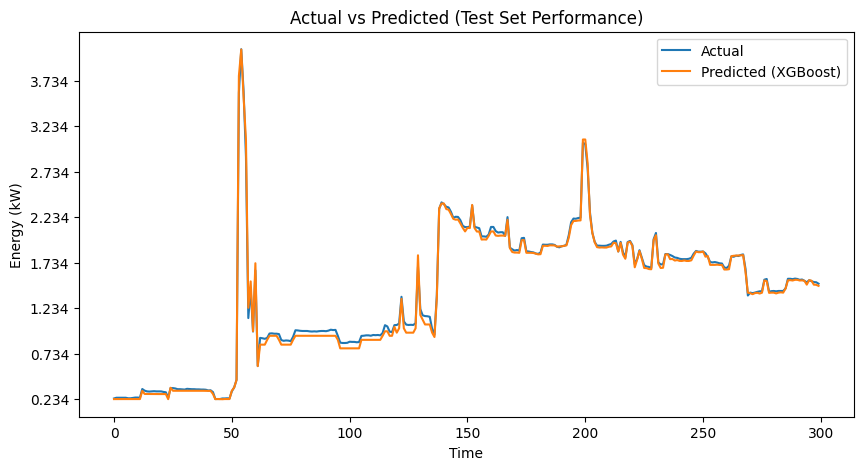 Actual vs Predicted (Test Set Performance)
Actual
Predicted (XGBoost)
Energy (kW)
3.734
3.234
2.734
2.234
1.734
1.234
0.734
0.234
0 50 100 150 200 250 300
Time